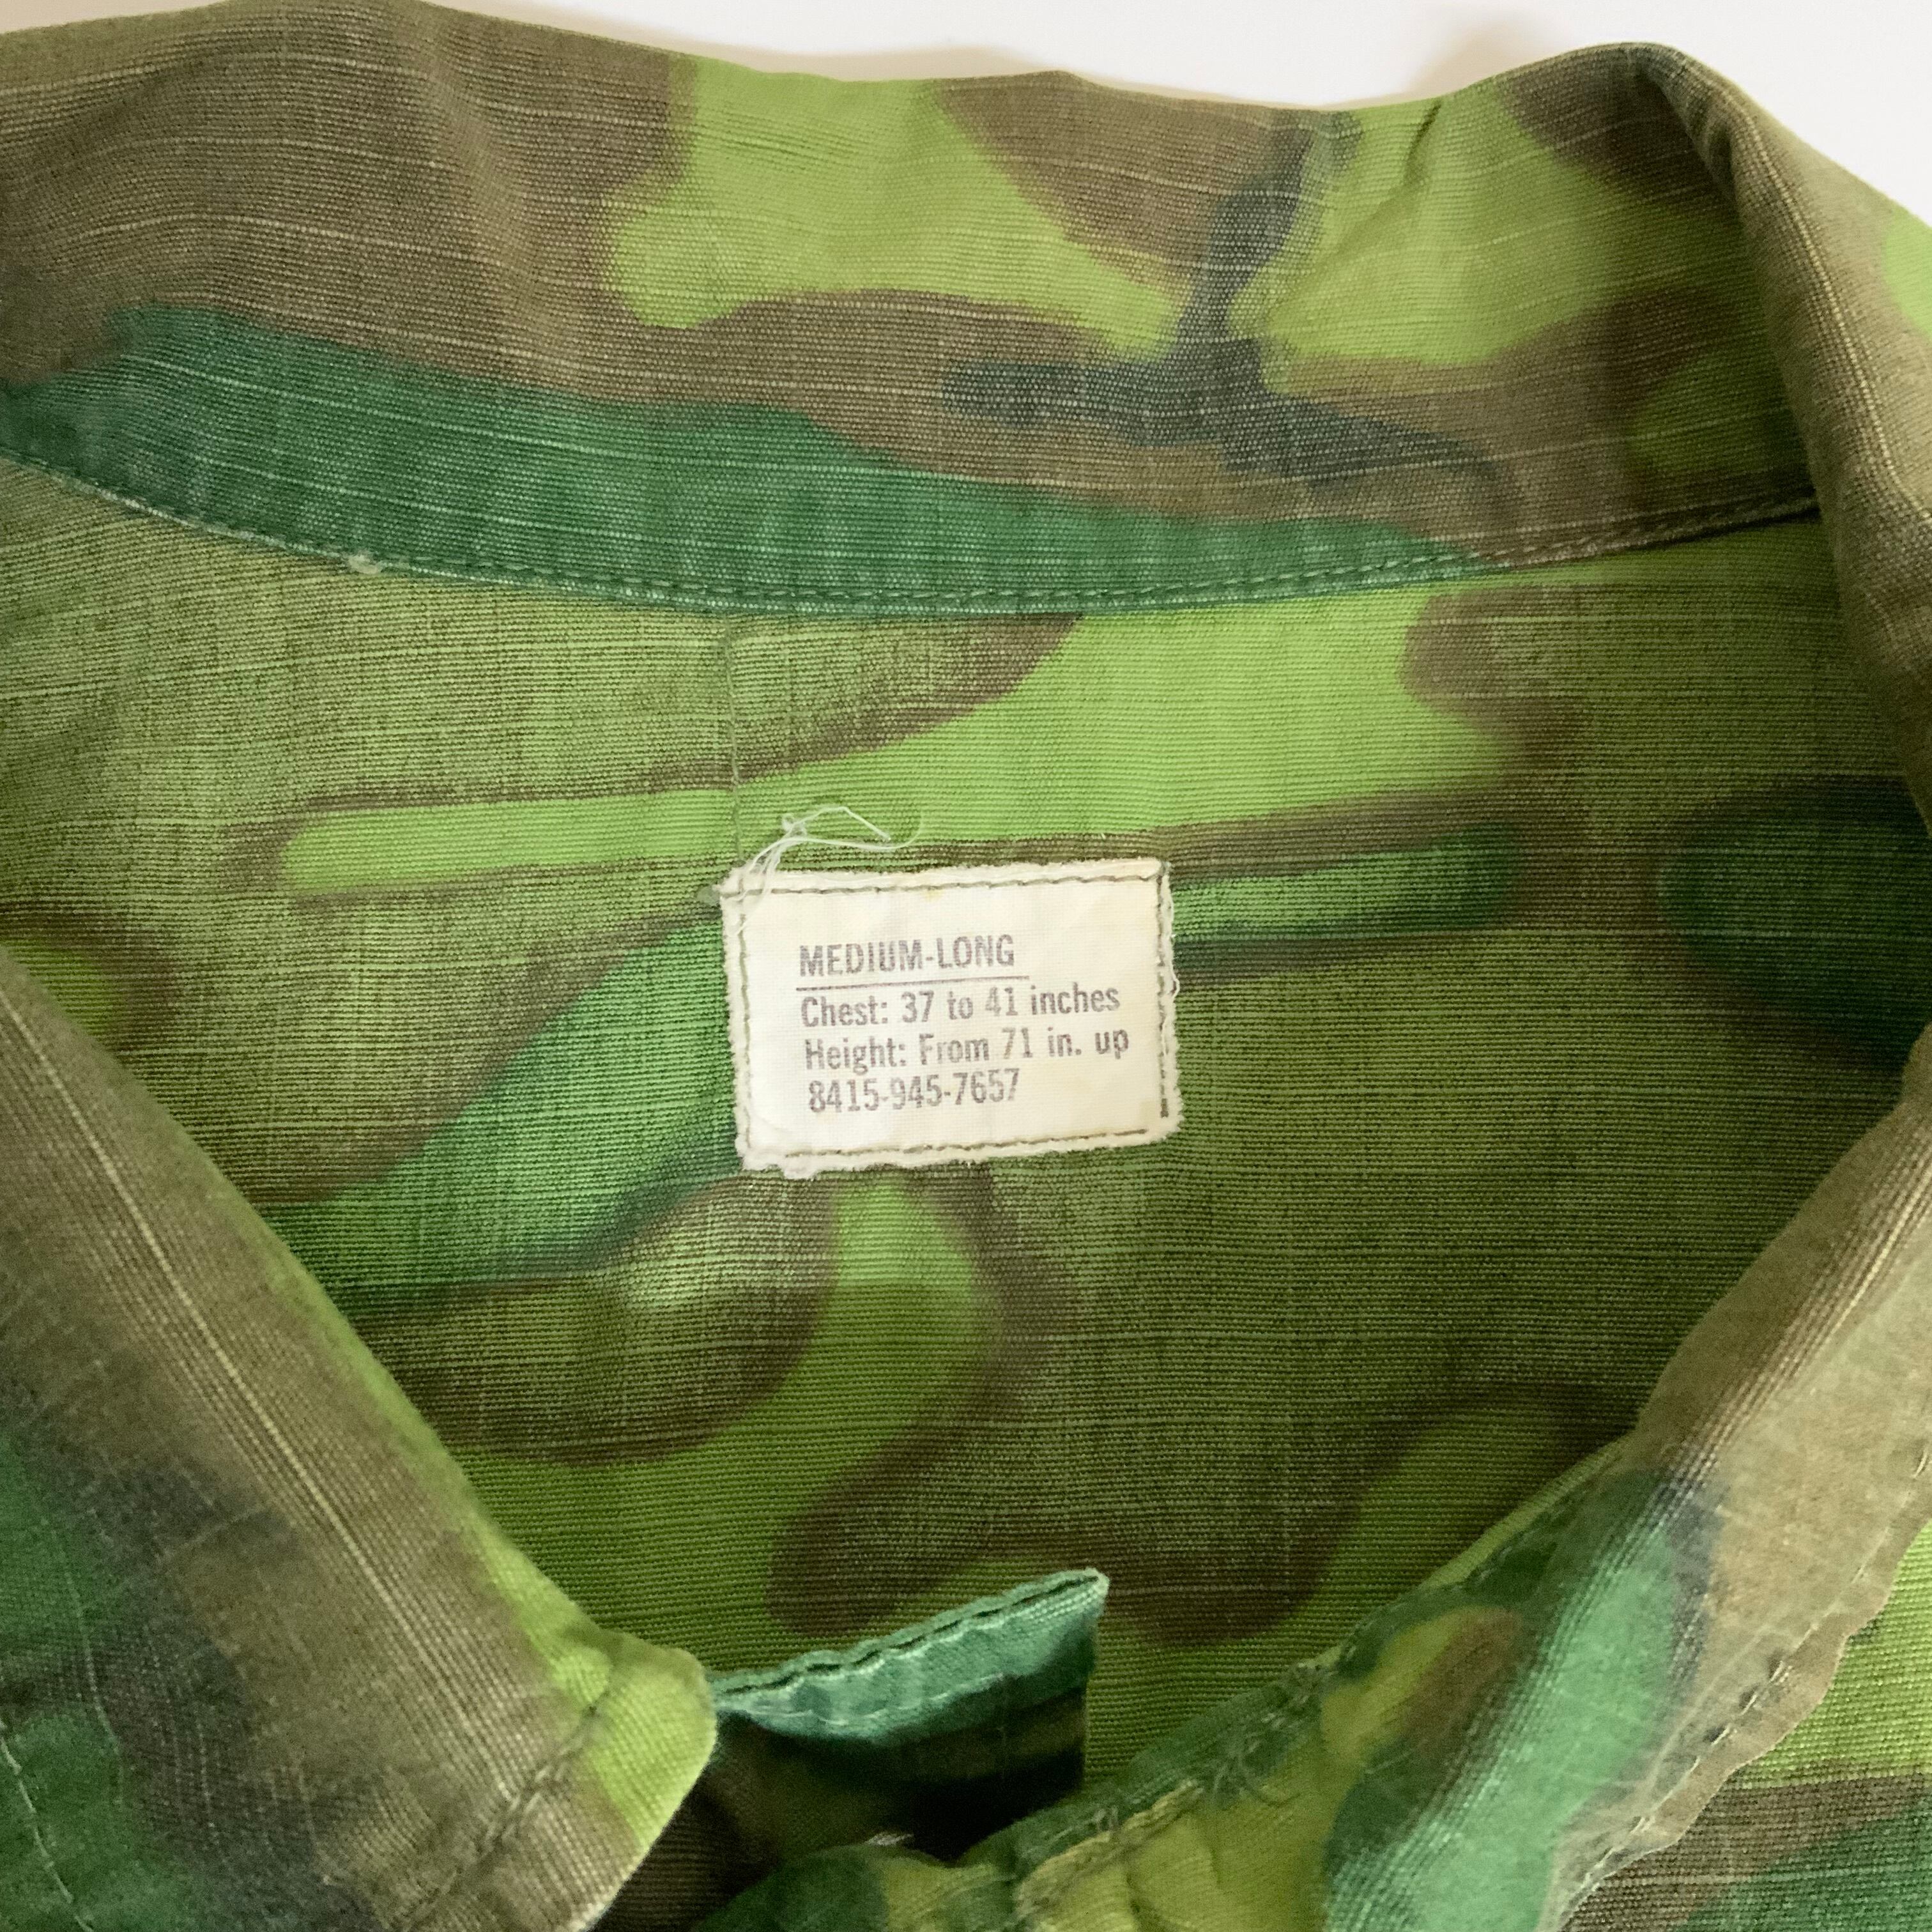 MEDIUM-LONG
Chest: 37 to 41 inches
Height: From 71 in. up
8415-945-7657